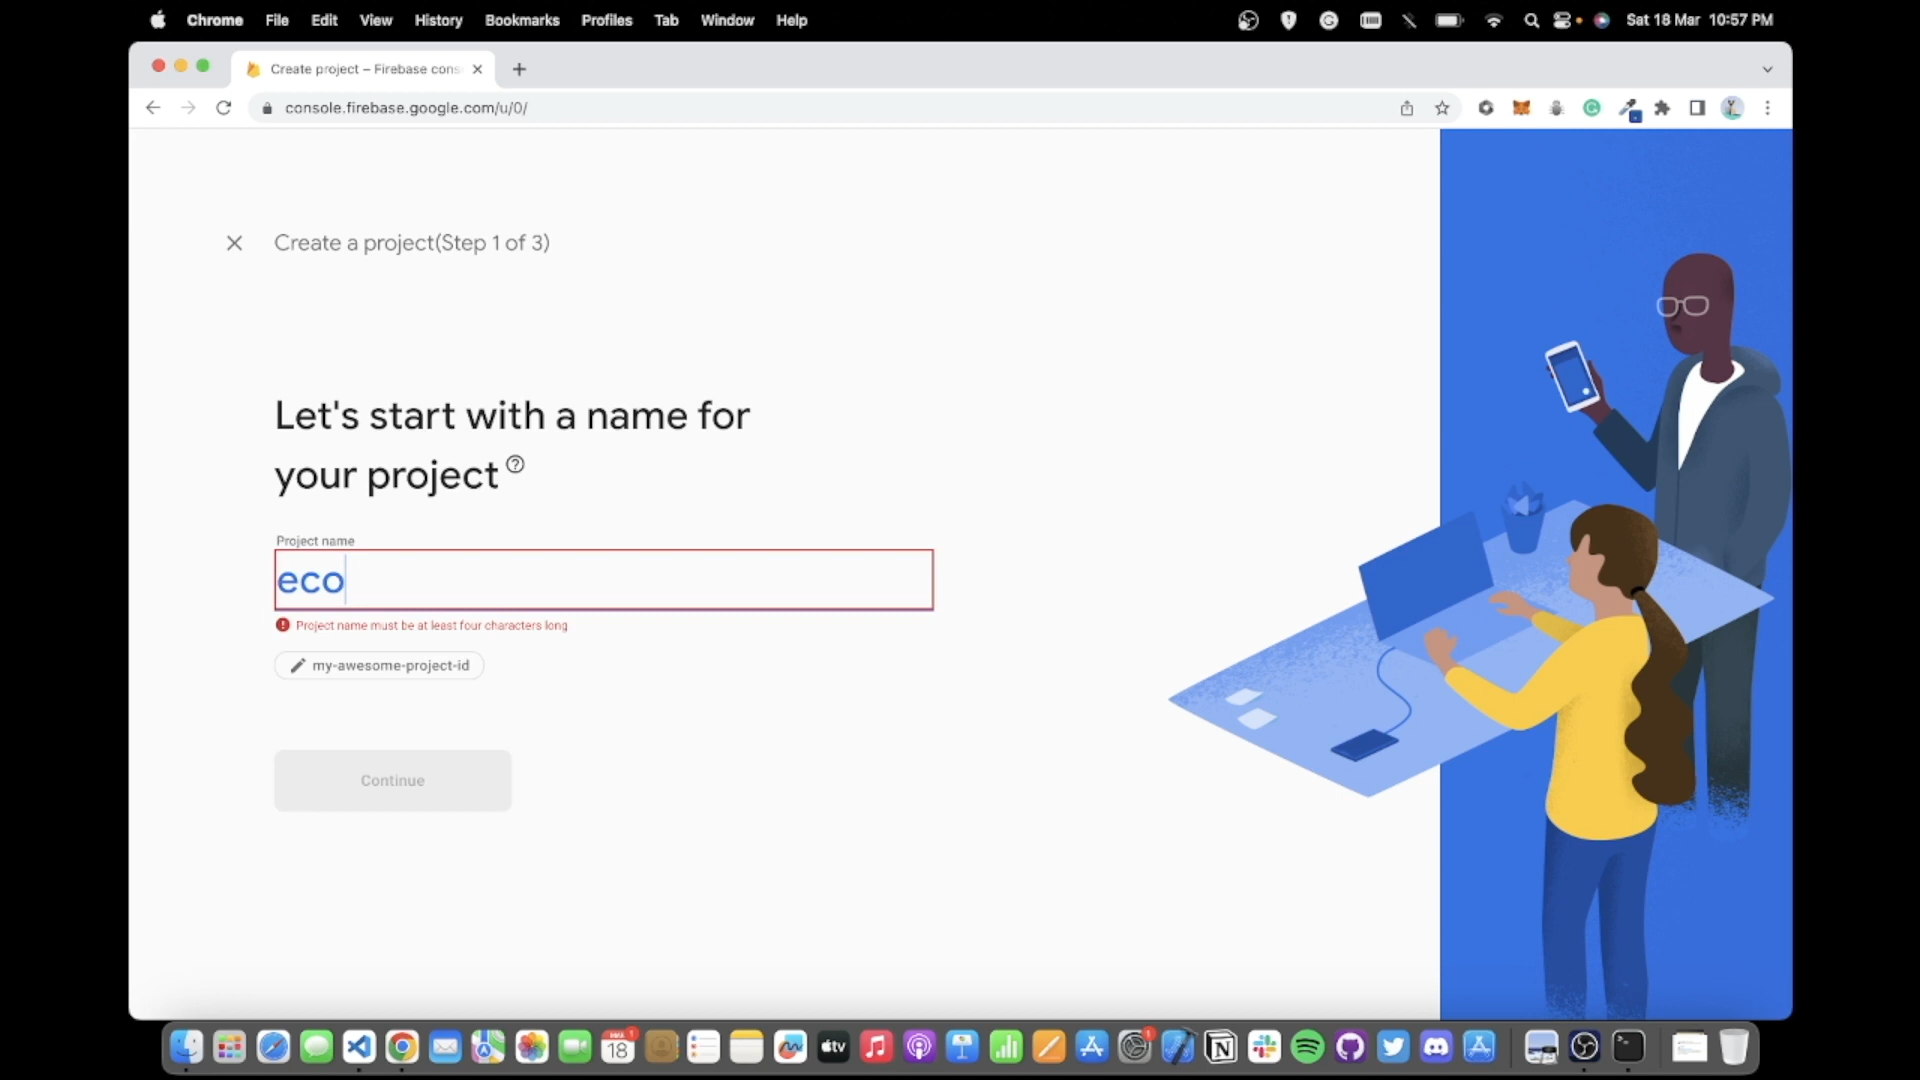 Chrome File Edit View History Bookmarks Profiles Tab Window Help Sat 18 Mar 10:57 PM
Create project – Firebase cons
console.firebase.google.com/u/0/
Create a project(Step 1 of 3)
Let's start with a name for
your project
Project name
eco
Project name must be at least four characters long
my-awesome-project-id
Continue
18
tv